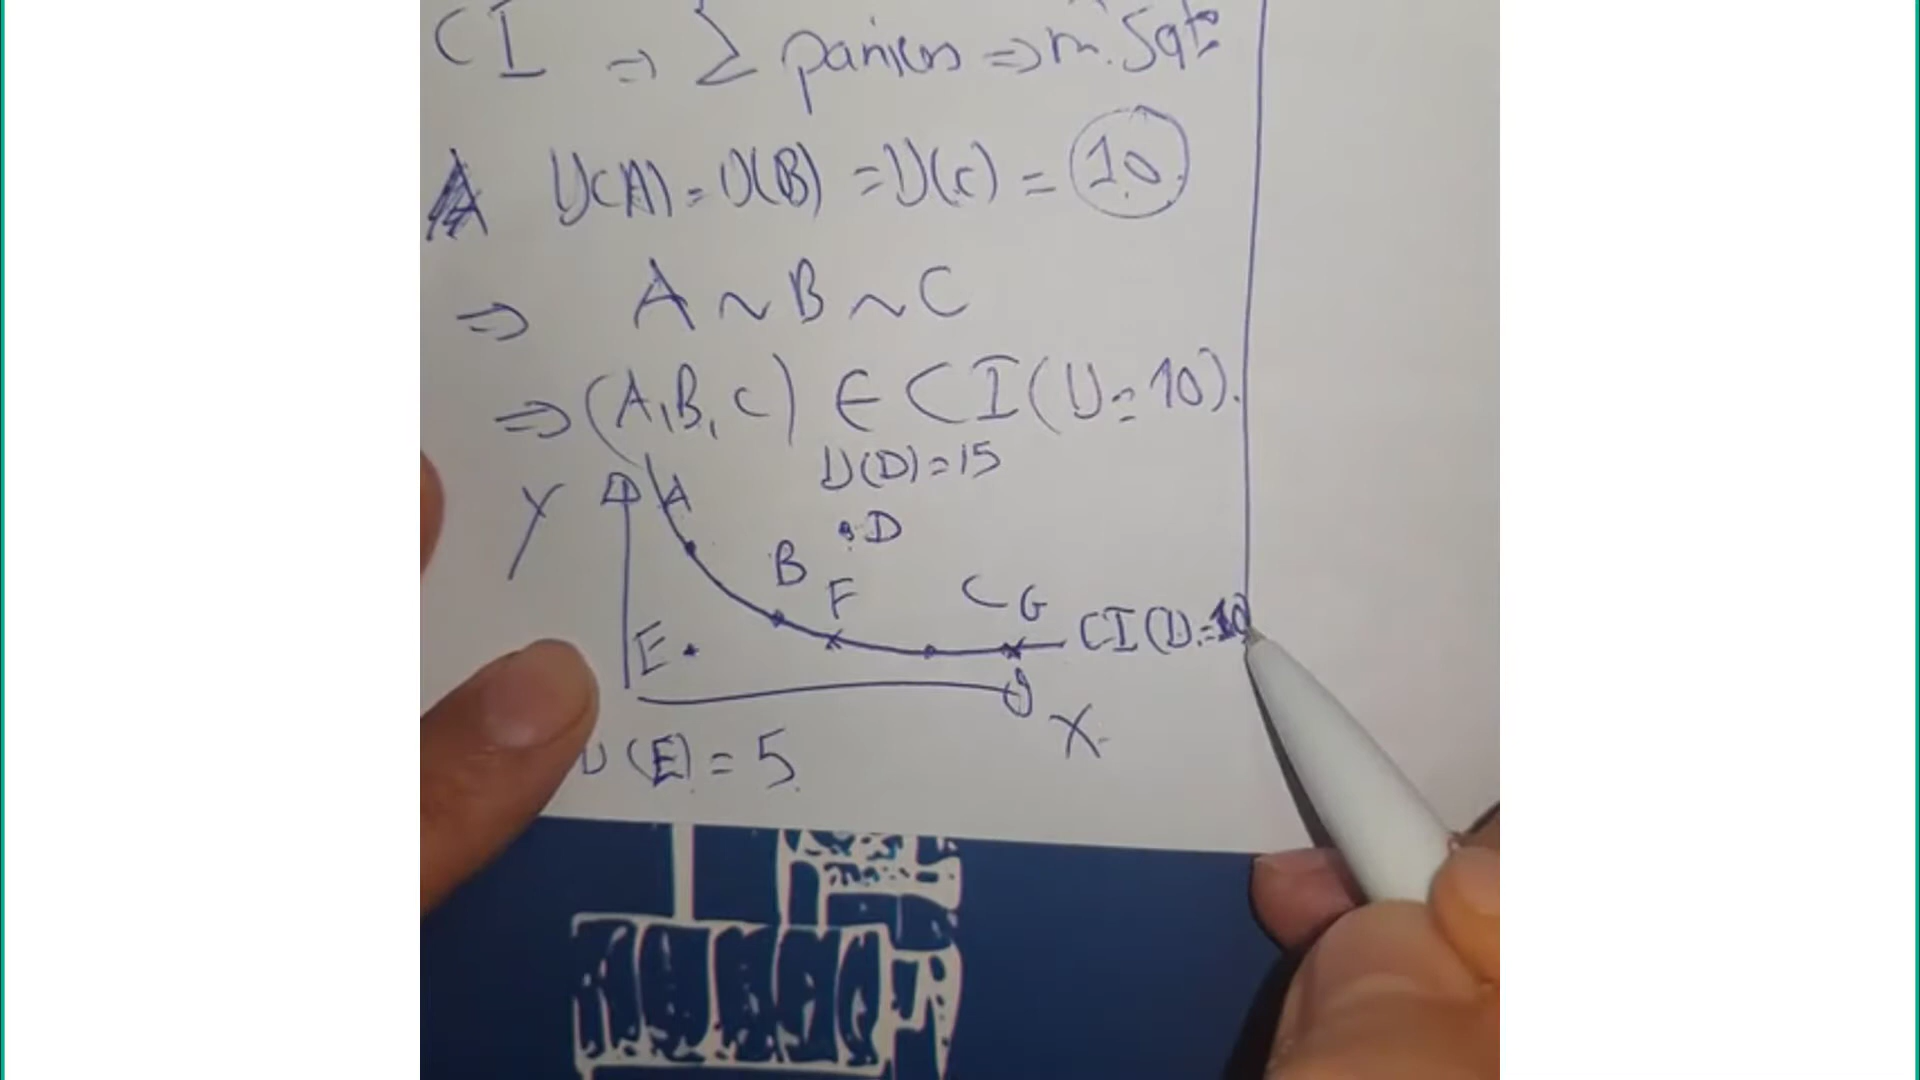 CI => Σ paniers => m. Sat°
A U(A) = U(B) = U(C) = 10
=> A ~ B ~ C
=> (A, B, C) ∈ CI (U = 10).
U(D) = 15
Y A
D
B F C G
CI (U = 10)
E
X
U(E) = 5